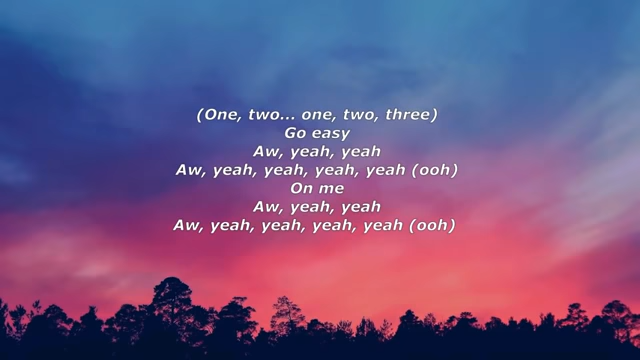 (One, two... one, two, three)
Go easy
Aw, yeah, yeah
Aw, yeah, yeah, yeah, yeah (ooh)
On me
Aw, yeah, yeah
Aw, yeah, yeah, yeah, yeah (ooh)